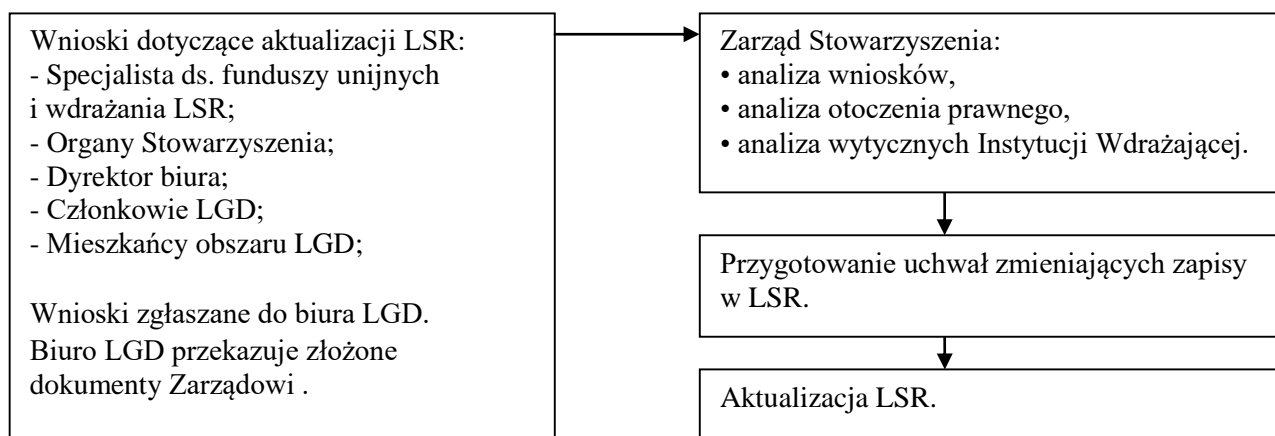 Wnioski dotyczące aktualizacji LSR:
- Specjalista ds. funduszy unijnych
i wdrażania LSR;
- Organy Stowarzyszenia;
- Dyrektor biura;
- Członkowie LGD;
- Mieszkańcy obszaru LGD;
Wnioski zgłaszane do biura LGD.
Biuro LGD przekazuje złożone
dokumenty Zarządowi .
Zarząd Stowarzyszenia:
• analiza wniosków,
• analiza otoczenia prawnego,
• analiza wytycznych Instytucji Wdrażającej.
Przygotowanie uchwał zmieniających zapisy
w LSR.
Aktualizacja LSR.